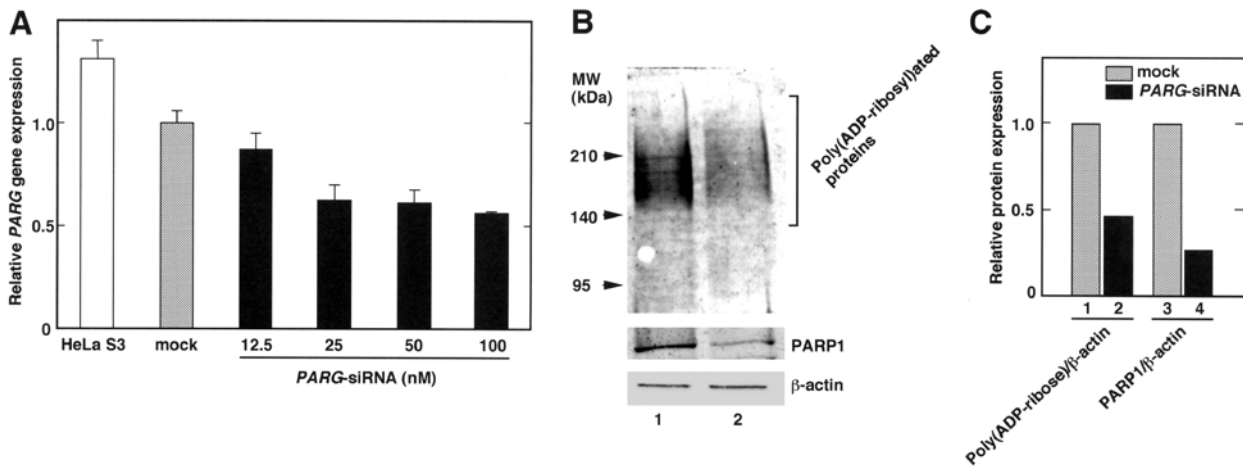 A
Relative PARG gene expression
1.0
0.5
0
HeLa S3 mock 12.5 25 50 100
PARG-siRNA (nM)
B
MW
(kDa)
210
140
95
Poly(ADP-ribosyl)ated
proteins
PARP1
β-actin
1 2
C
mock
PARG-siRNA
Relative protein expression
1.0
0.5
0
1 2 3 4
Poly(ADP-ribose)/β-actin
PARP1/β-actin